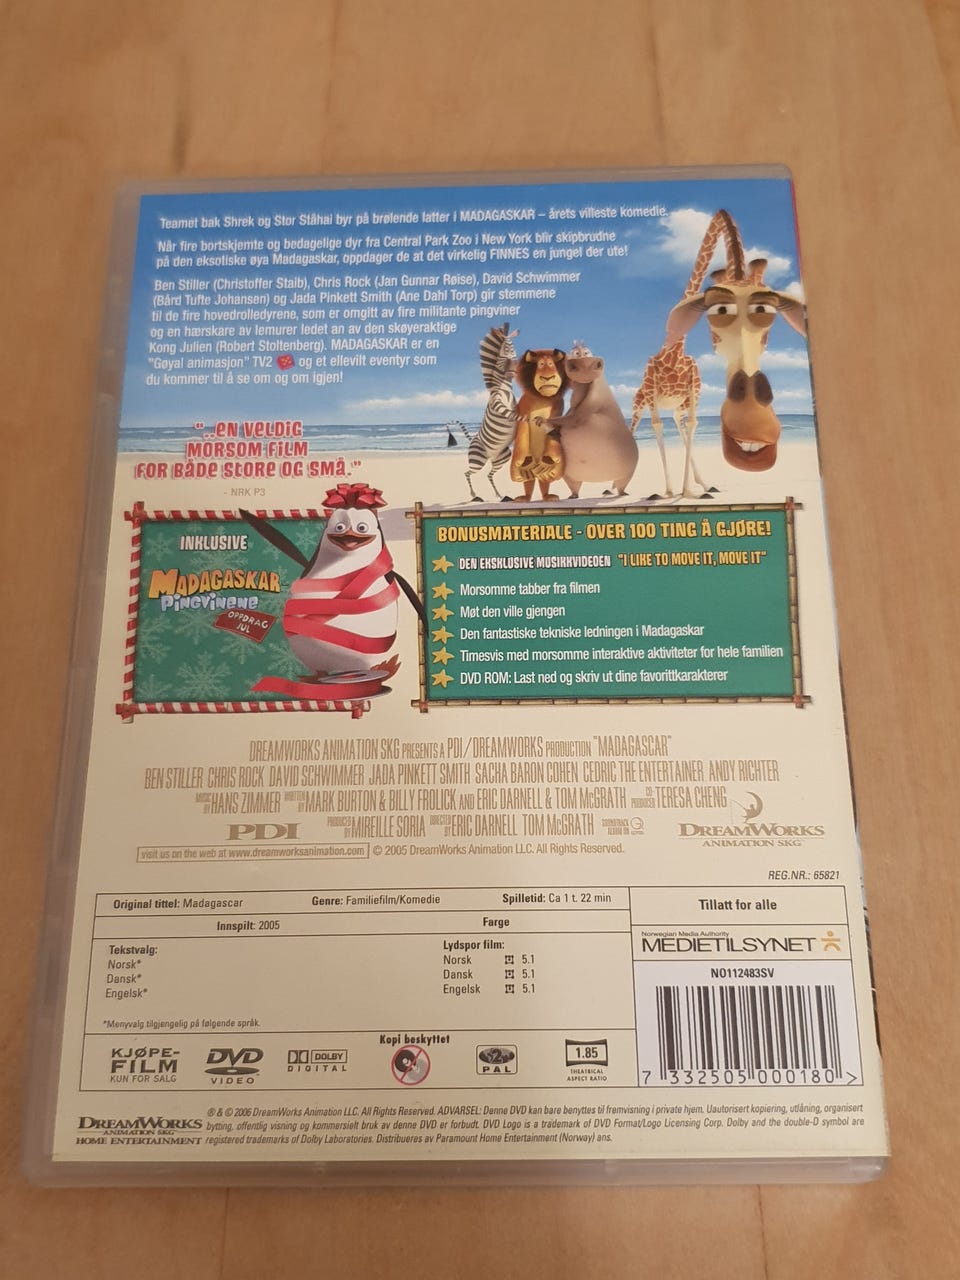 Teamet bak Shrek og Stor Ståhai byr på brølende latter i MADAGASKAR – årets villeste komedie.
Når fire bortskjemte og bedagelige dyr fra Central Park Zoo i New York blir skipbrudne
på den eksotiske øya Madagaskar, oppdager de at det virkelig FINNES en jungel der ute!
Ben Stiller (Christoffer Staib), Chris Rock (Jan Gunnar Røise), David Schwimmer
(Bård Tufte Johansen) og Jada Pinkett Smith (Ane Dahl Torp) gir stemmene
til de fire hovedrolledyrene, som er omgitt av fire militante pingviner
og en hærskare av lemurer ledet an av den skøyeraktige
Kong Julien (Robert Stoltenberg). MADAGASKAR er en
"Gøyal animasjon" TV2 og et ellevilt eventyr som
du kommer til å se om og om igjen!
"..EN VELDIG
MORSOM FILM
FOR BÅDE STORE OG SMÅ."
- NRK P3
INKLUSIVE
MADAGASKAR
PINGVINENE
OPPDRAG
JUL
BONUSMATERIALE - OVER 100 TING Å GJØRE!
DEN EKSKLUSIVE MUSIKKVIDEOEN "I LIKE TO MOVE IT, MOVE IT"
Morsomme tabber fra filmen
Møt den ville gjengen
Den fantastiske tekniske ledningen i Madagaskar
Timesvis med morsomme interaktive aktiviteter for hele familien
DVD ROM: Last ned og skriv ut dine favorittkarakterer
DREAMWORKS ANIMATION SKG PRESENTS A PDI/DREAMWORKS PRODUCTION "MADAGASCAR"
BEN STILLER CHRIS ROCK DAVID SCHWIMMER JADA PINKETT SMITH SACHA BARON COHEN CEDRIC THE ENTERTAINER ANDY RICHTER
MUSIC BY HANS ZIMMER WRITTEN BY MARK BURTON & BILLY FROLICK AND ERIC DARNELL & TOM McGRATH CO-PRODUCER TERESA CHENG
PDI PRODUCED BY MIREILLE SORIA DIRECTED BY ERIC DARNELL TOM McGRATH SOUNDTRACK ALBUM ON
DREAMWORKS
ANIMATION SKG
visit us on the web at www.dreamworksanimation.com © 2005 DreamWorks Animation LLC. All Rights Reserved.
REG.NR.: 65821
Original tittel: Madagascar Genre: Familiefilm/Komedie Spilletid: Ca 1 t. 22 min
Innspilt: 2005 Farge
Tillatt for alle
Norwegian Media Authority
MEDIETILSYNET
Tekstvalg:
Norsk*
Dansk*
Engelsk*
*Menyvalg tilgjengelig på følgende språk.
Lydspor film:
Norsk 5.1
Dansk 5.1
Engelsk 5.1
NO112483SV
7 332505 000180 >
KJØPE-
FILM
KUN FOR SALG
DVD
VIDEO
DOLBY
DIGITAL
Kopi beskyttet
2
PAL
1.85
THEATRICAL
ASPECT RATIO
DREAMWORKS
ANIMATION SKG
HOME ENTERTAINMENT
® & © 2006 DreamWorks Animation LLC. All Rights Reserved. ADVARSEL: Denne DVD kan bare benyttes til fremvisning i private hjem. Uautorisert kopiering, utlåning, organisert
bytting, offentlig visning og kommersielt bruk av denne DVD er forbudt. DVD Logo is a trademark of DVD Format/Logo Licensing Corp. Dolby and the double-D symbol are
registered trademarks of Dolby Laboratories. Distribueres av Paramount Home Entertainment (Norway) ans.